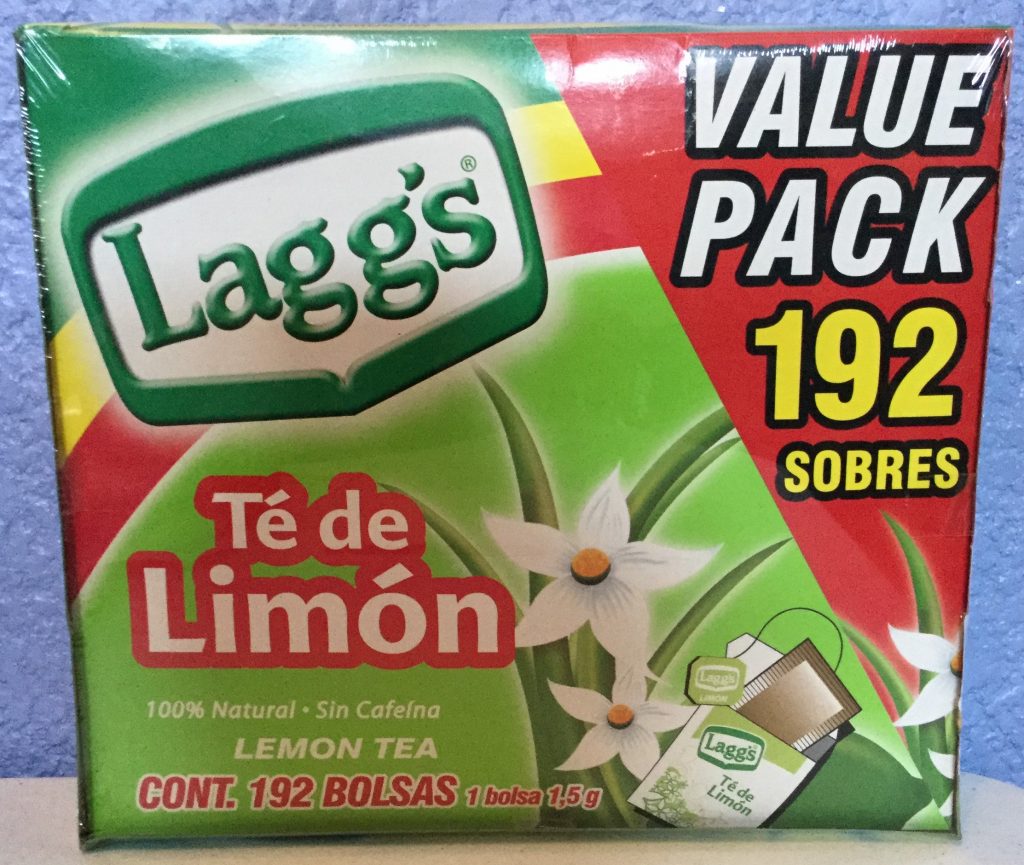 Lagg's®
VALUE
PACK
192
SOBRES
Té de
Limón
100% Natural • Sin Cafeína
LEMON TEA
CONT. 192 BOLSAS 1 bolsa 1,5 g
Lagg's
LIMON
Lagg's
Té de
Limón